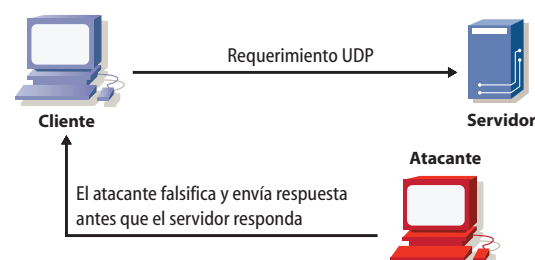 Requerimiento UDP
Cliente
Servidor
Atacante
El atacante falsifica y envía respuesta
antes que el servidor responda